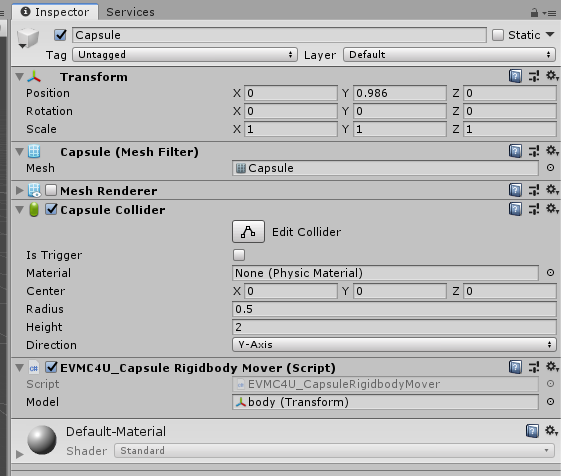 Inspector Services
Capsule Static
Tag Untagged Layer Default
Transform
Position X 0 Y 0.986 Z 0
Rotation X 0 Y 0 Z 0
Scale X 1 Y 1 Z 1
Capsule (Mesh Filter)
Mesh Capsule
Mesh Renderer
Capsule Collider
Edit Collider
Is Trigger
Material None (Physic Material)
Center X 0 Y 0 Z 0
Radius 0.5
Height 2
Direction Y-Axis
EVMC4U_Capsule Rigidbody Mover (Script)
Script EVMC4U_CapsuleRigidbodyMover
Model body (Transform)
Default-Material
Shader Standard